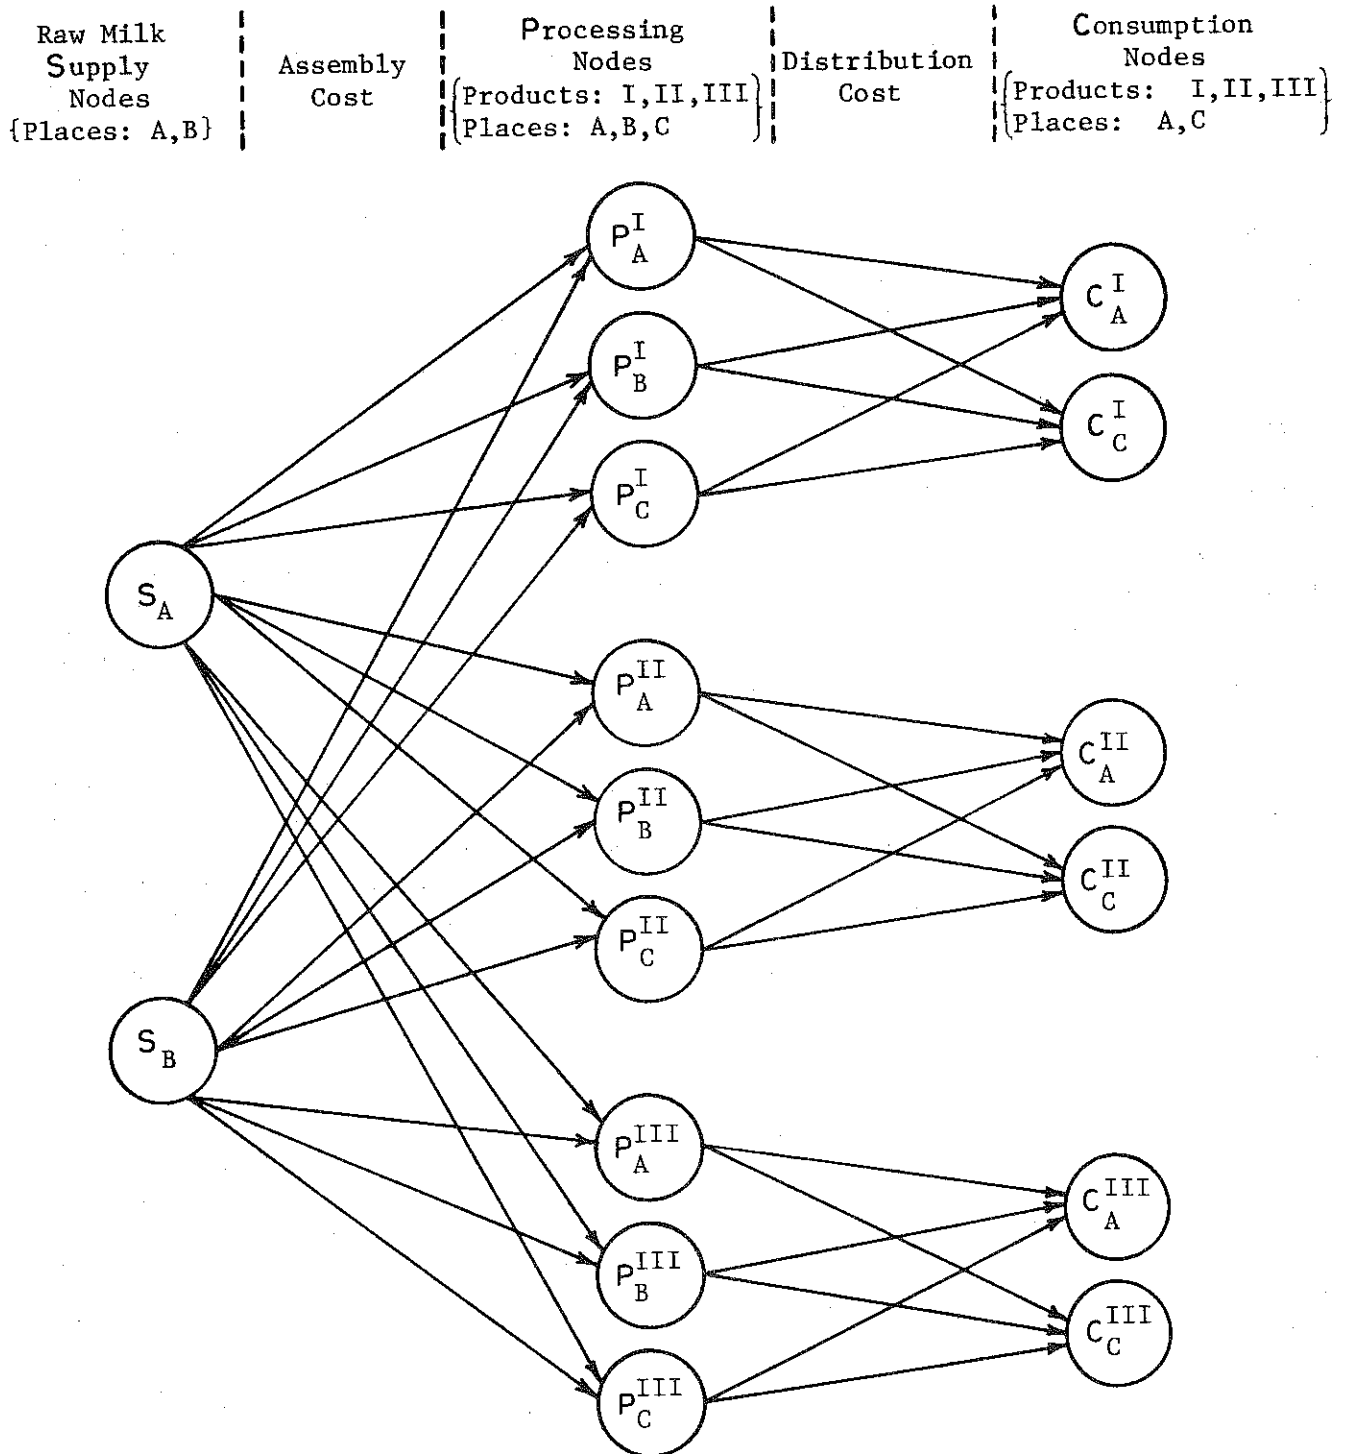 Raw Milk
Supply
Nodes
{Places: A,B}
Assembly
Cost
Processing
Nodes
{Products: I,II,III}
{Places: A,B,C}
Distribution
Cost
Consumption
Nodes
{Products: I,II,III}
{Places: A,C}
S_A
S_B
P^I_A
P^I_B
P^I_C
P^II_A
P^II_B
P^II_C
P^III_A
P^III_B
P^III_C
C^I_A
C^I_C
C^II_A
C^II_C
C^III_A
C^III_C